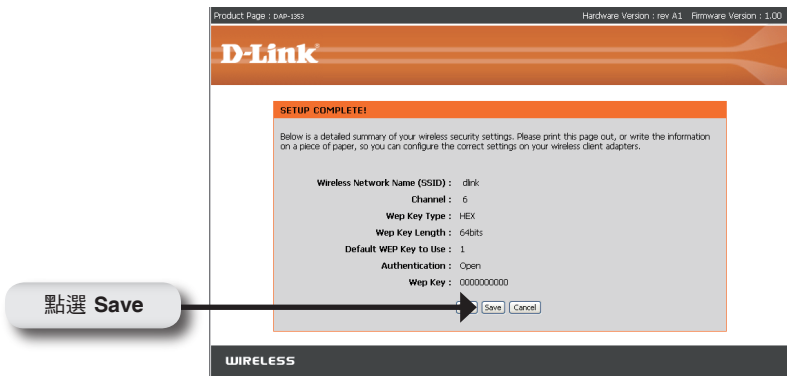 Product Page : DAP-1353 Hardware Version : rev A1 Firmware Version : 1.00
D-Link
SETUP COMPLETE!
Below is a detailed summary of your wireless security settings. Please print this page out, or write the information
on a piece of paper, so you can configure the correct settings on your wireless client adapters.
Wireless Network Name (SSID) : dlink
Channel : 6
Wep Key Type : HEX
Wep Key Length : 64bits
Default WEP Key to Use : 1
Authentication : Open
Wep Key : 0000000000
點選 Save
Save Cancel
WIRELESS